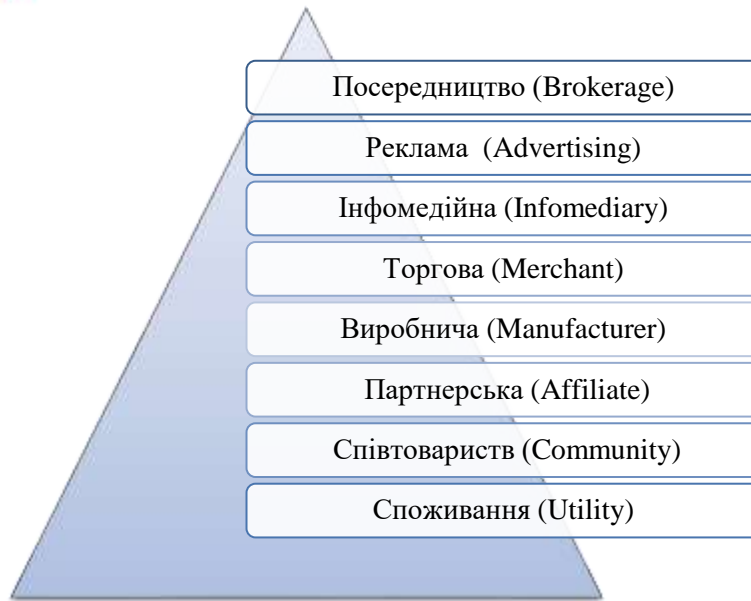 Посередництво (Brokerage)
Реклама (Advertising)
Інфомедійна (Infomediary)
Торгова (Merchant)
Виробнича (Manufacturer)
Партнерська (Affiliate)
Співтовариств (Community)
Споживання (Utility)